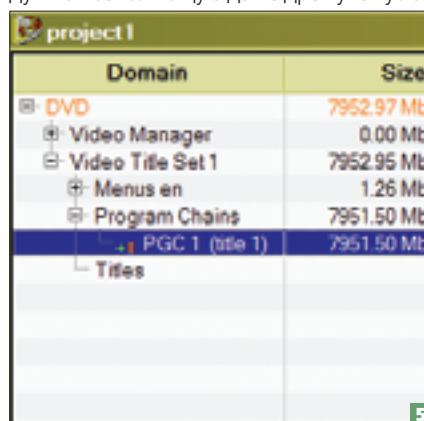 project1
Domain Size
DVD 7952.97 Mb
Video Manager 0.00 Mb
Video Title Set 1 7952.95 Mb
Menus en 1.26 Mb
Program Chains 7951.50 Mb
PGC 1 (title 1) 7951.50 Mb
Titles